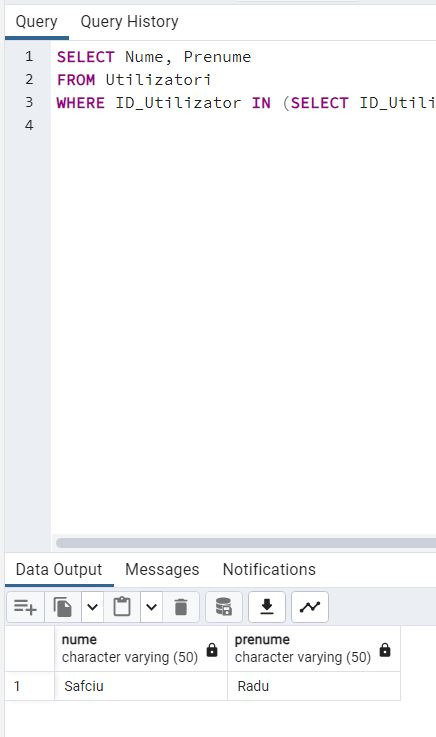 Query Query History
1 SELECT Nume, Prenume
2 FROM Utilizatori
3 WHERE ID_Utilizator IN (SELECT ID_Utili
4
Data Output Messages Notifications
nume prenume
character varying (50) character varying (50)
1 Safciu Radu